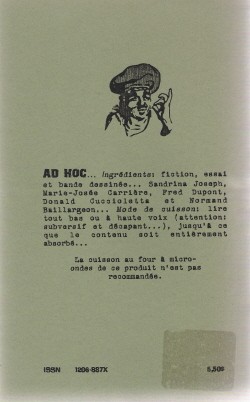 AD HOC... Ingrédients: fiction, essai
et bande dessinée... Sandrina Joseph,
Marie-Josée Carrière, Fred Dupont,
Donald Cuccioletta et Normand
Baillargeon... Mode de cuisson: lire
tout bas ou à haute voix (attention:
subversif et décapant...), jusqu'à ce
que le contenu soit entièrement
absorbé...
La cuisson au four à micro-
ondes de ce produit n'est pas
recommandée.
ISSN 1206-887X 5,50$